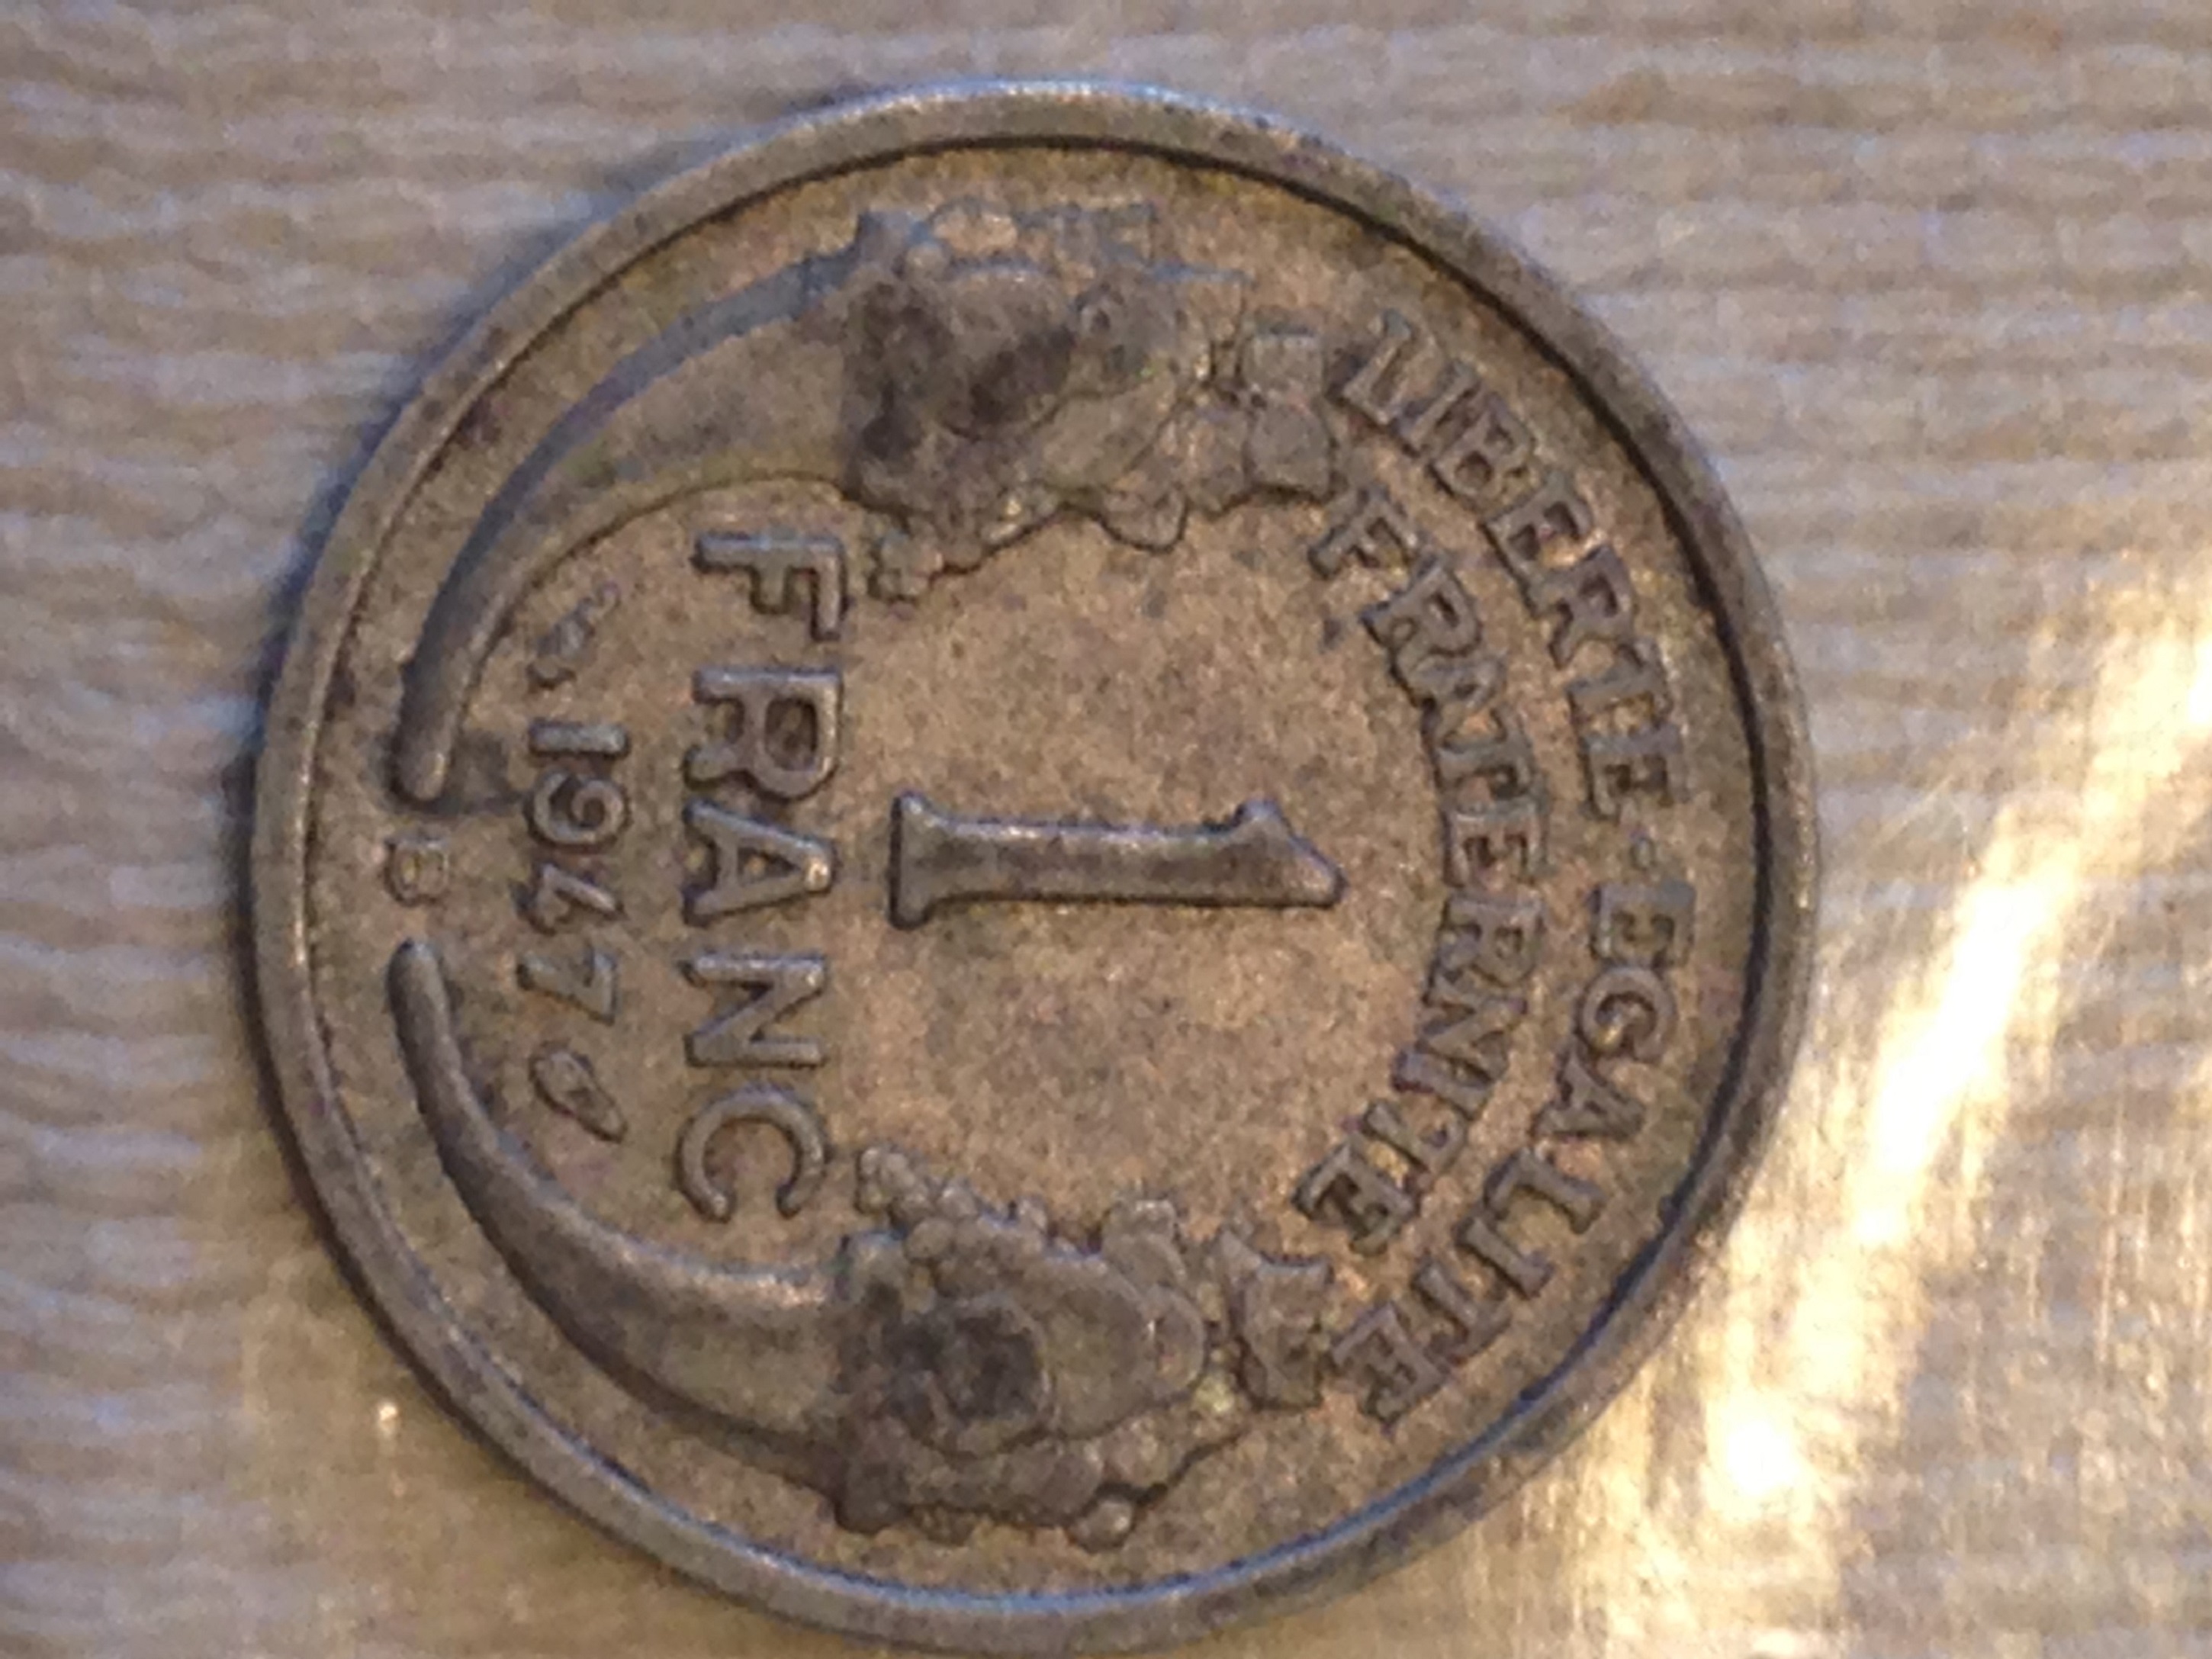 LIBERTE · EGALITE
FRATERNITE
1
FRANC
1947
B